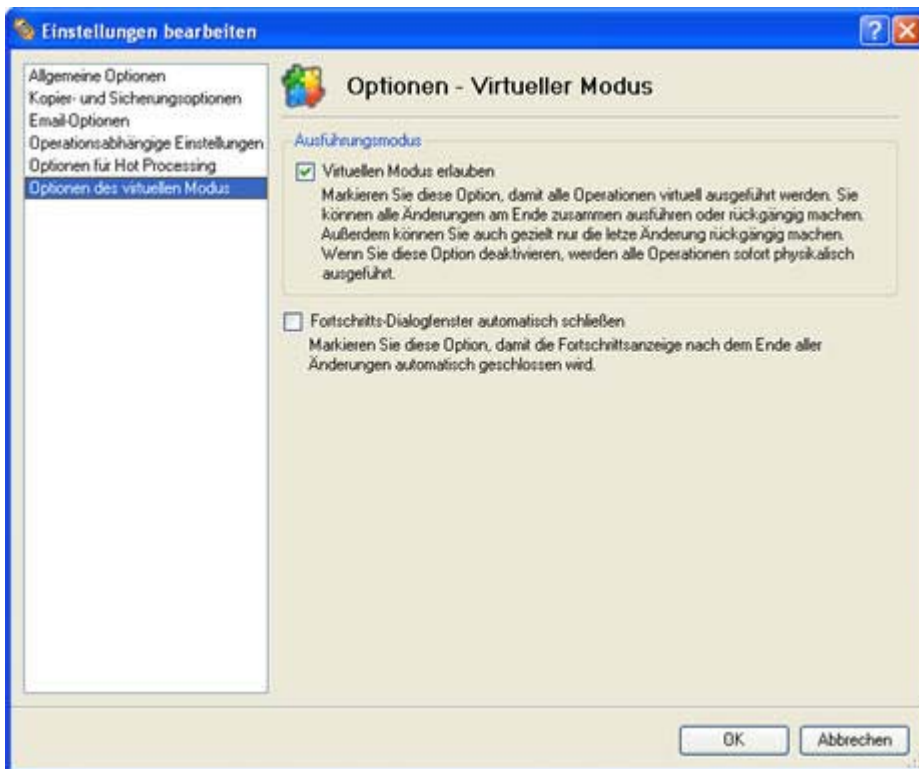 Einstellungen bearbeiten
Allgemeine Optionen
Kopier- und Sicherungsoptionen
Email-Optionen
Operationsabhängige Einstellungen
Optionen für Hot Processing
Optionen des virtuellen Modus
Optionen - Virtueller Modus
Ausführungsmodus
Virtuellen Modus erlauben
Markieren Sie diese Option, damit alle Operationen virtuell ausgeführt werden. Sie
können alle Änderungen am Ende zusammen ausführen oder rückgängig machen.
Außerdem können Sie auch gezielt nur die letze Änderung rückgängig machen.
Wenn Sie diese Option deaktivieren, werden alle Operationen sofort physikalisch
ausgeführt.
Fortschritts-Dialogfenster automatisch schließen
Markieren Sie diese Option, damit die Fortschrittsanzeige nach dem Ende aller
Änderungen automatisch geschlossen wird.
OK
Abbrechen